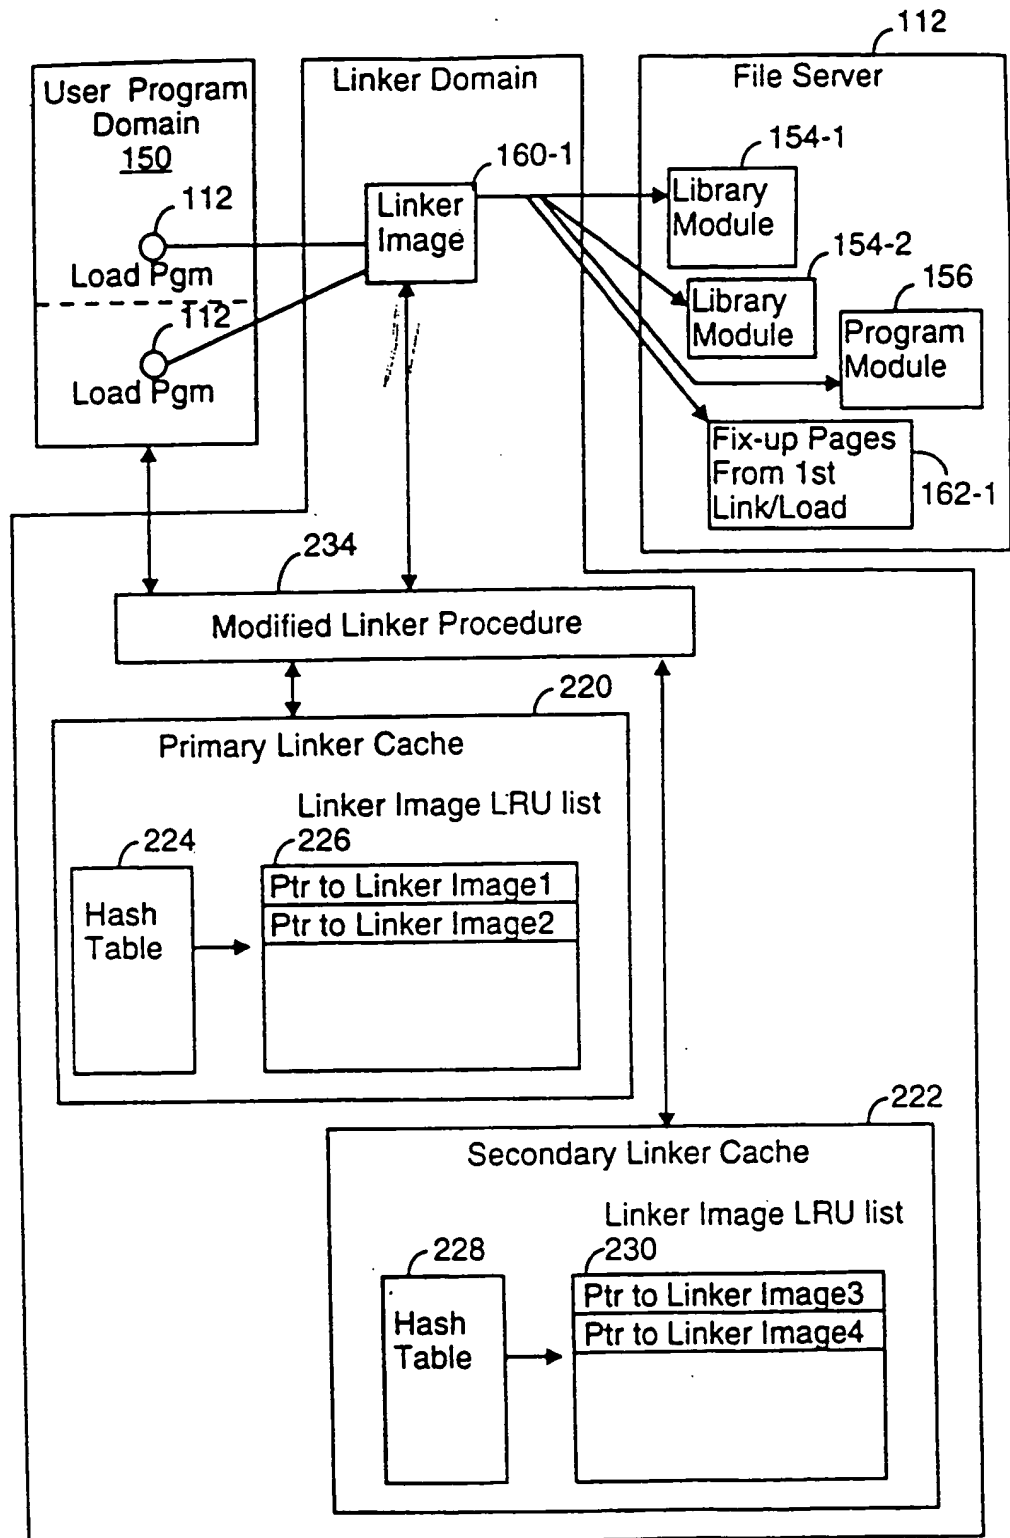 112
User Program
Domain
150
Linker Domain
File Server
160-1
154-1
Linker
Image
Library
Module
112
Load Pgm
154-2
156
Library
Module
Program
Module
112
Load Pgm
Fix-up Pages
From 1st
Link/Load
162-1
234
Modified Linker Procedure
220
Primary Linker Cache
Linker Image LRU list
224
226
Hash
Table
Ptr to Linker Image1
Ptr to Linker Image2
222
Secondary Linker Cache
Linker Image LRU list
228
230
Hash
Table
Ptr to Linker Image3
Ptr to Linker Image4